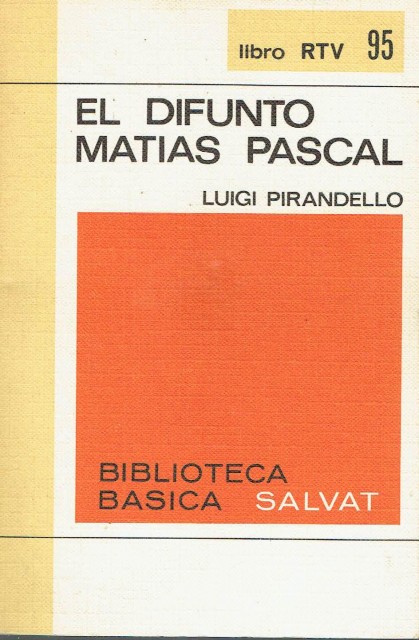 libro RTV 95
EL DIFUNTO
MATIAS PASCAL
LUIGI PIRANDELLO
BIBLIOTECA
BASICA SALVAT